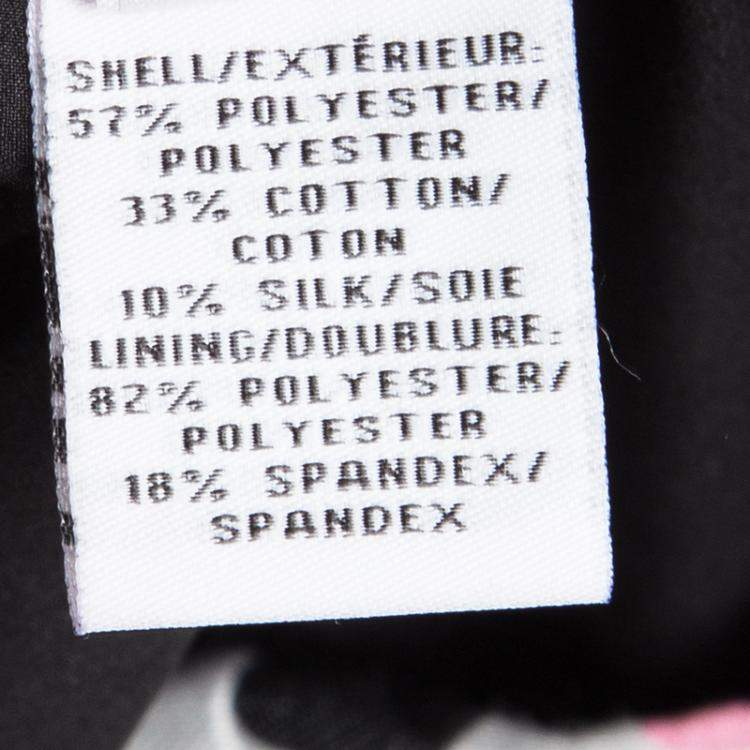 SHELL/EXTÉRIEUR:
57% POLYESTER/
POLYESTER
33% COTTON/
COTON
10% SILK/SOIE
LINING/DOUBLURE:
82% POLYESTER/
POLYESTER
18% SPANDEX/
SPANDEX